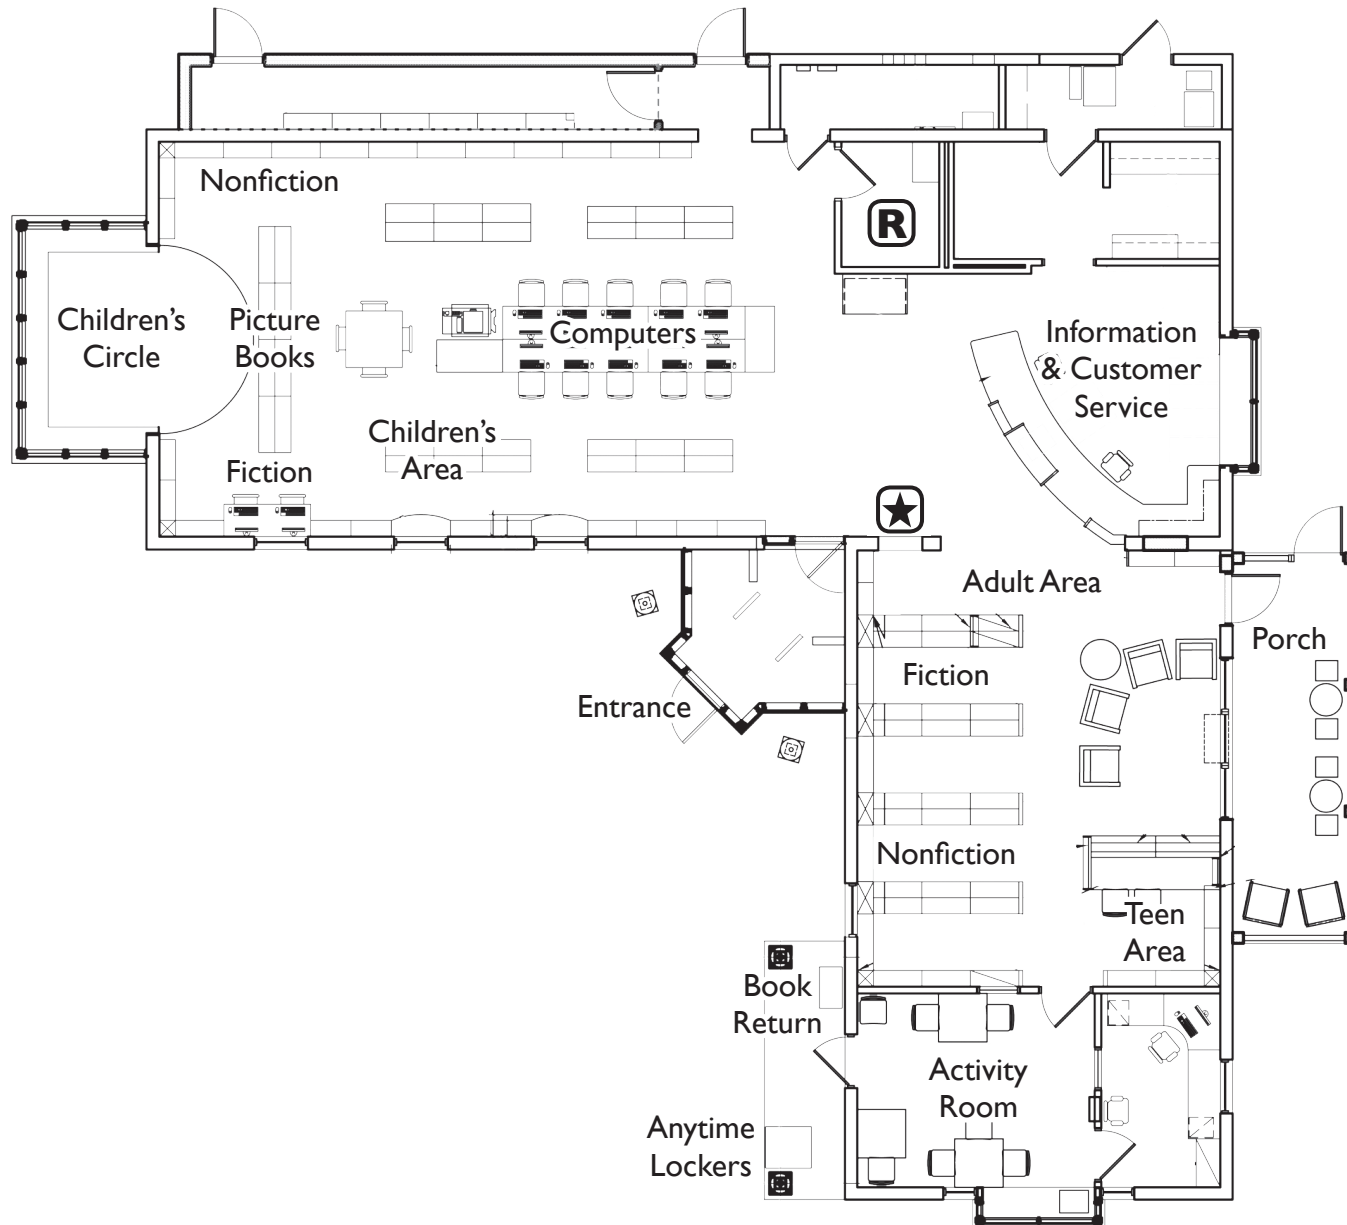 Nonfiction
R
Children's
Circle
Picture
Books
Computers
Information
& Customer
Service
Children's
Area
Fiction
Adult Area
Porch
Fiction
Entrance
Nonfiction
Teen
Area
Book
Return
Activity
Room
Anytime
Lockers